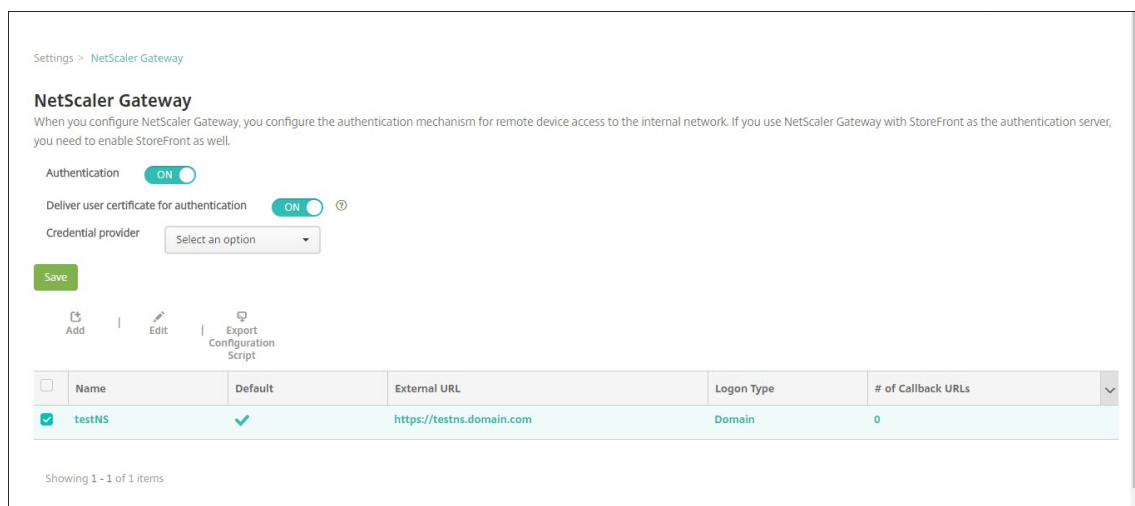 Settings > NetScaler Gateway
NetScaler Gateway
When you configure NetScaler Gateway, you configure the authentication mechanism for remote device access to the internal network. If you use NetScaler Gateway with StoreFront as the authentication server,
you need to enable StoreFront as well.
Authentication ON
Deliver user certificate for authentication ON ?
Credential provider Select an option
Save
Add | Edit | Export
Configuration
Script
Name Default External URL Logon Type # of Callback URLs
testNS https://testns.domain.com Domain 0
Showing 1 - 1 of 1 items